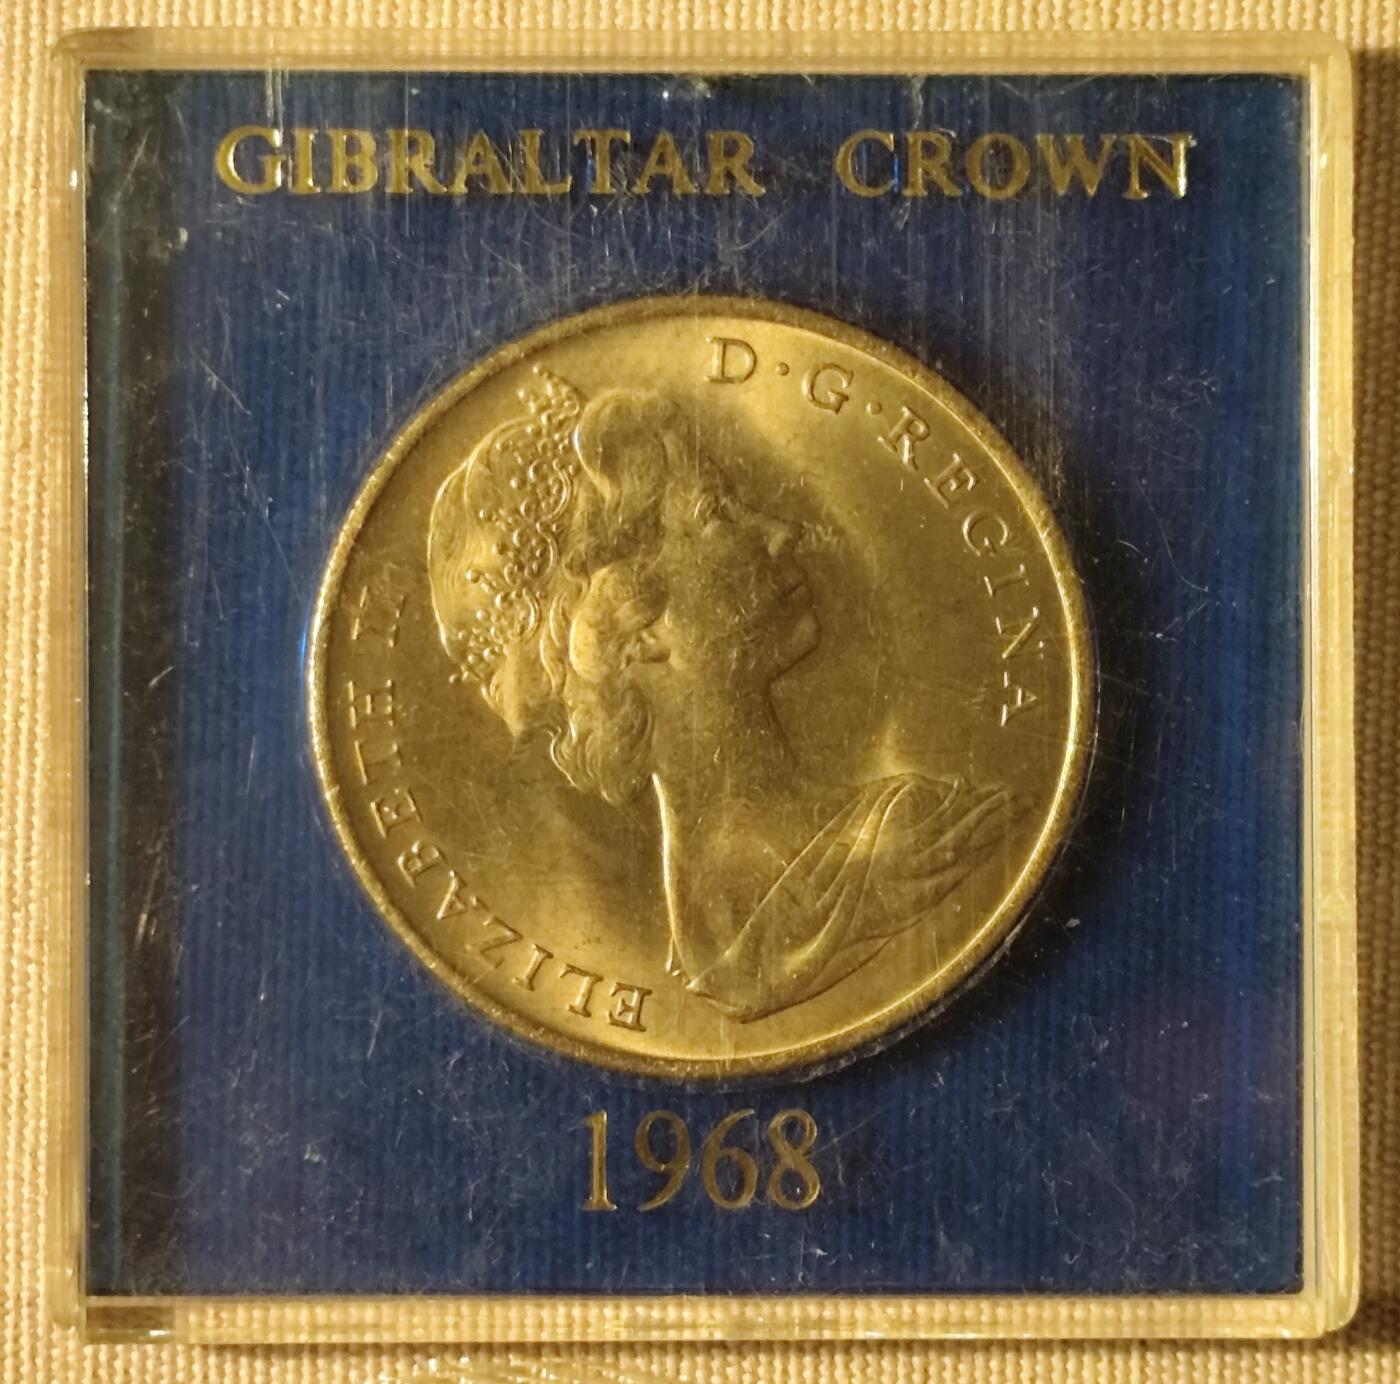 GIBRALTAR CROWN
ELIZABETH II
D·G·REGINA
1968